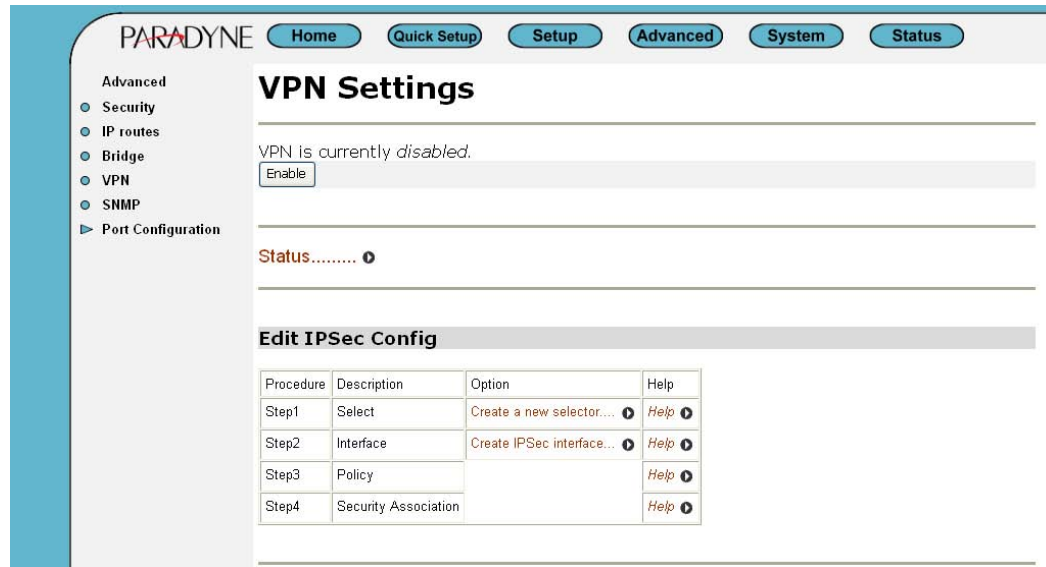 PARADYNE Home Quick Setup Setup Advanced System Status
Advanced
Security
IP routes
Bridge
VPN
SNMP
Port Configuration
VPN Settings
VPN is currently disabled.
Enable
Status.........
Edit IPSec Config
Procedure Description Option Help
Step1 Select Create a new selector.... Help
Step2 Interface Create IPSec interface... Help
Step3 Policy Help
Step4 Security Association Help